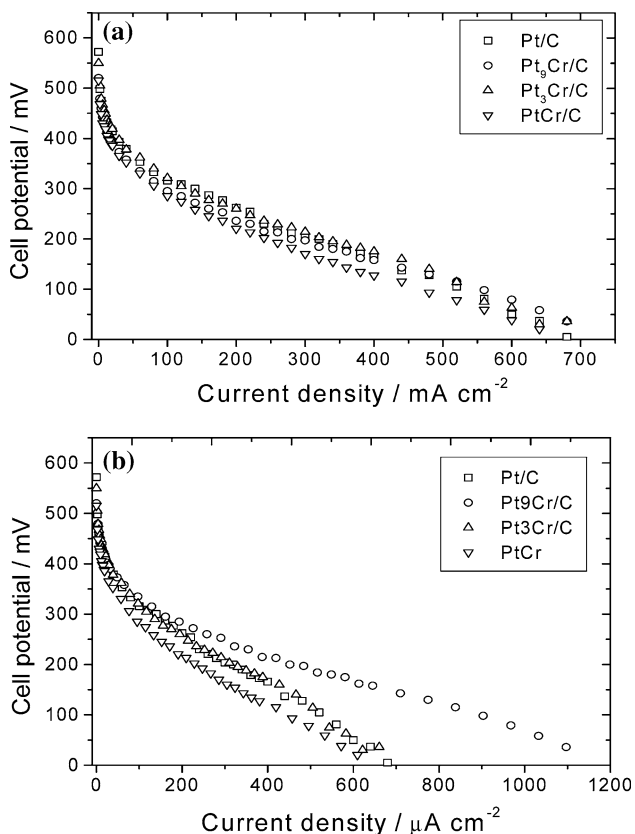 (a)
Pt/C
Pt₉Cr/C
Pt₃Cr/C
PtCr/C
600
500
400
300
200
100
0
Cell potential / mV
0 100 200 300 400 500 600 700
Current density / mA cm⁻²
(b)
Pt/C
Pt9Cr/C
Pt3Cr/C
PtCr
600
500
400
300
200
100
0
Cell potential / mV
0 200 400 600 800 1000 1200
Current density / µA cm⁻²